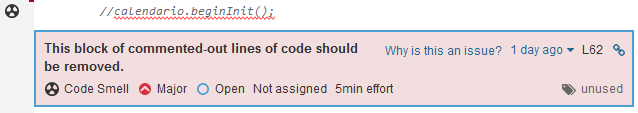 //calendario.beginInit();
This block of commented-out lines of code should Why is this an issue? 1 day ago L62
be removed.
Code Smell Major Open Not assigned 5min effort unused